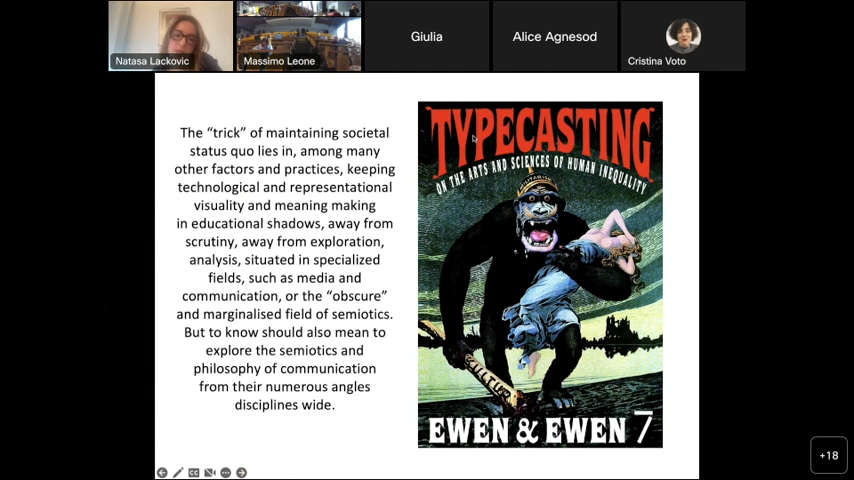 Natasa Lackovic
Massimo Leone
Giulia
Alice Agnesod
Cristina Voto
The “trick” of maintaining societal
status quo lies in, among many
other factors and practices, keeping
technological and representational
visuality and meaning making
in educational shadows, away from
scrutiny, away from exploration,
analysis, situated in specialized
fields, such as media and
communication, or the “obscure”
and marginalised field of semiotics.
But to know should also mean to
explore the semiotics and
philosophy of communication
from their numerous angles
disciplines wide.
TYPECASTING
ON THE ARTS AND SCIENCES OF HUMAN INEQUALITY
KULTUR
EWEN & EWEN 7
CC
+18